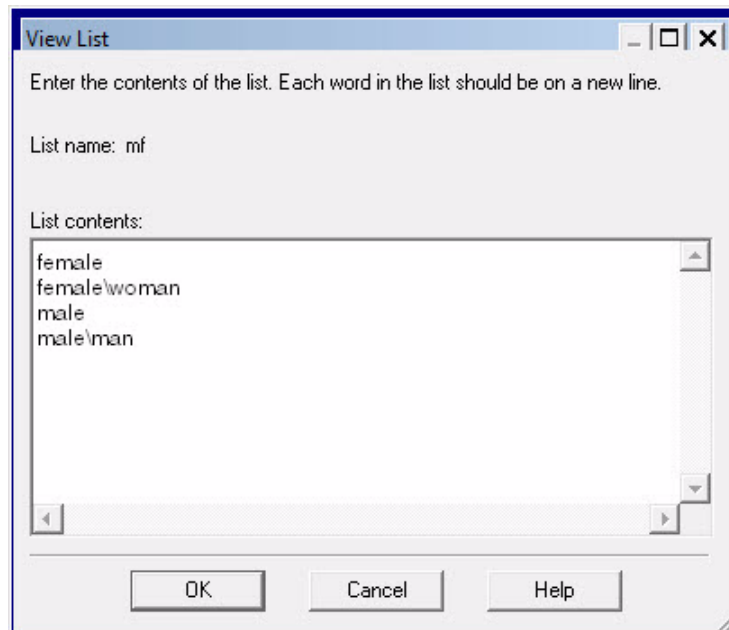 View List
Enter the contents of the list. Each word in the list should be on a new line.
List name: mf
List contents:
female
female\woman
male
male\man
OK
Cancel
Help